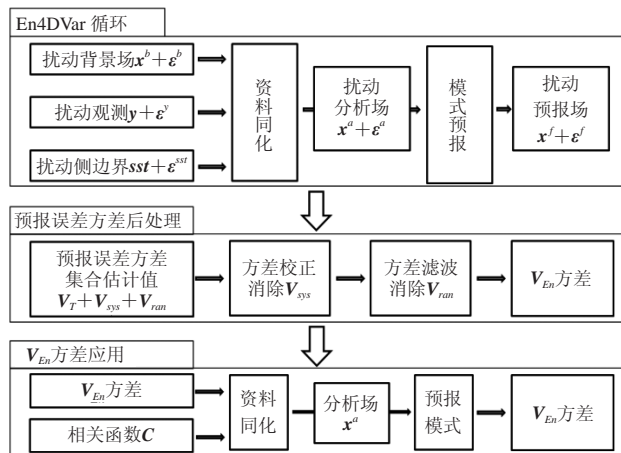 En4DVar 循环
扰动背景场x^b+ε^b
扰动观测y+ε^y
扰动侧边界sst+ε^sst
资料同化
扰动
分析场
x^a+ε^a
模式预报
扰动
预报场
x^f+ε^f
预报误差方差后处理
预报误差方差
集合估计值
V_T+V_sys+V_ran
方差校正
消除V_sys
方差滤波
消除V_ran
V_En方差
V_En方差应用
V_En方差
相关函数C
资料
同化
分析场
x^a
预报
模式
V_En方差